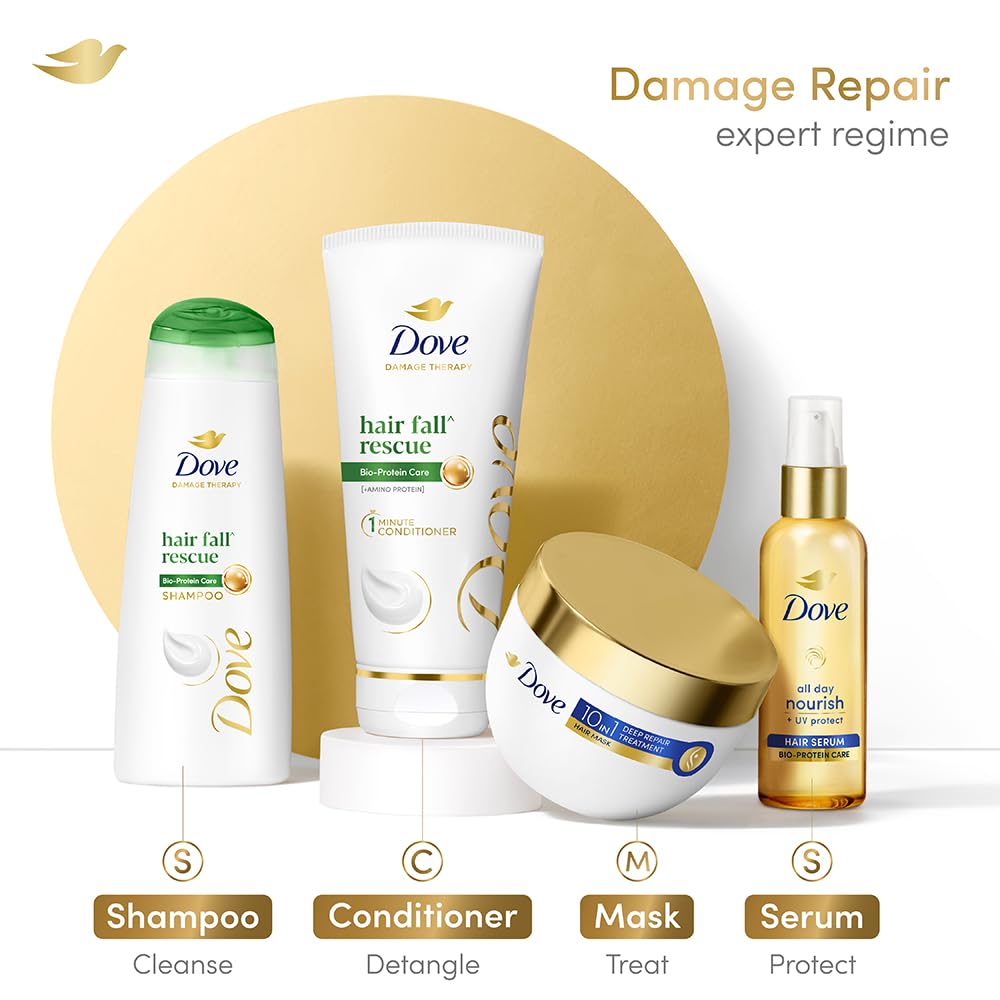 Damage Repair
expert regime
Dove
DAMAGE THERAPY
hair fall^
rescue
Bio-Protein Care
SHAMPOO
Dove
Dove
DAMAGE THERAPY
hair fall^
rescue
Bio-Protein Care
[+AMINO PROTEIN]
1 MINUTE
CONDITIONER
Dove
Dove
10 IN 1
DEEP REPAIR
TREATMENT
HAIR MASK
Dove
all day
nourish
+ UV protect
HAIR SERUM
BIO-PROTEIN CARE
S
C
M
S
Shampoo
Conditioner
Mask
Serum
Cleanse
Detangle
Treat
Protect